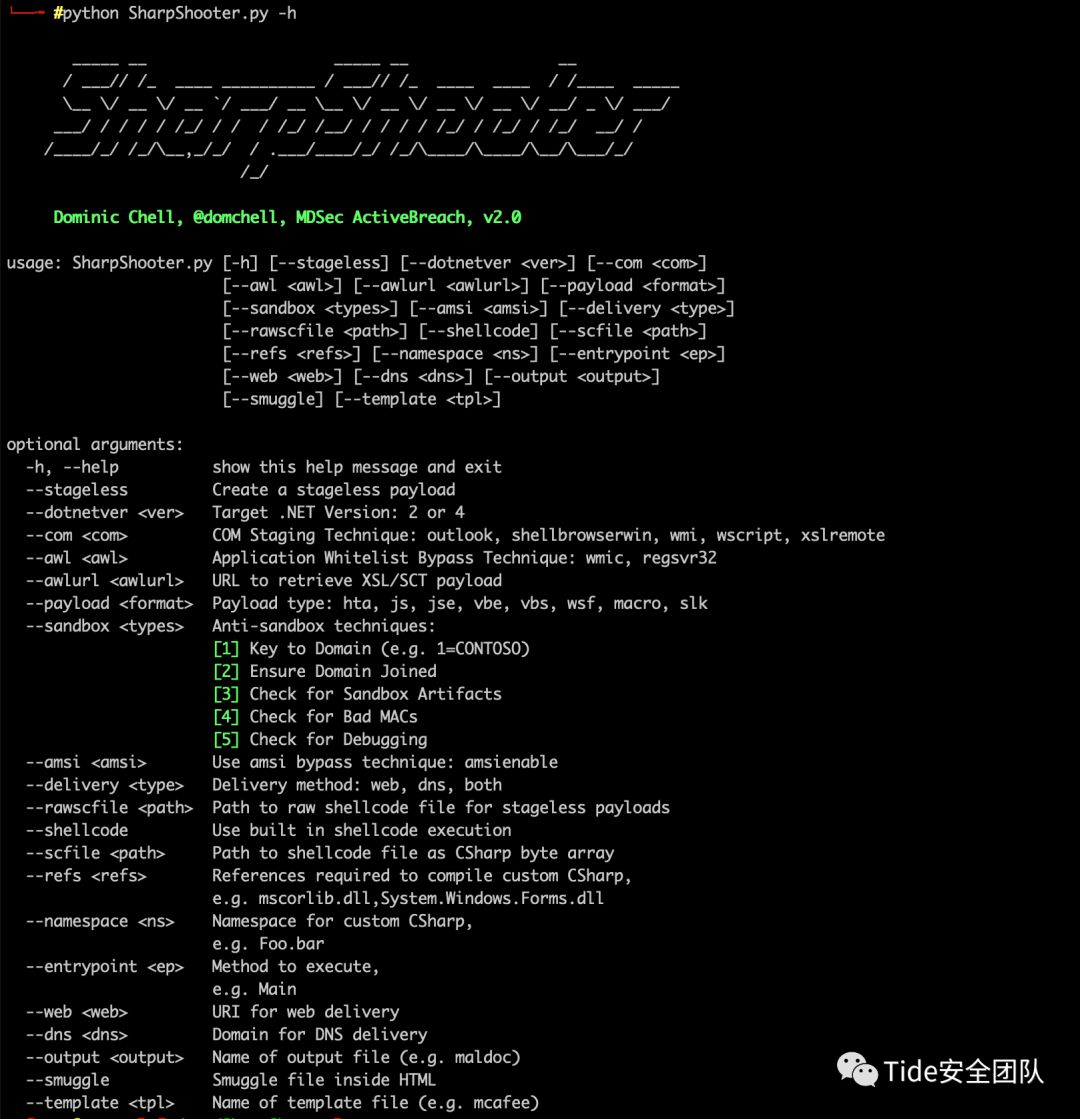 #python SharpShooter.py -h
SharpShooter
Dominic Chell, @domchell, MDSec ActiveBreach, v2.0
usage: SharpShooter.py [-h] [--stageless] [--dotnetver <ver>] [--com <com>]
[--awl <awl>] [--awlurl <awlurl>] [--payload <format>]
[--sandbox <types>] [--amsi <amsi>] [--delivery <type>]
[--rawscfile <path>] [--shellcode] [--scfile <path>]
[--refs <refs>] [--namespace <ns>] [--entrypoint <ep>]
[--web <web>] [--dns <dns>] [--output <output>]
[--smuggle] [--template <tpl>]
optional arguments:
-h, --help show this help message and exit
--stageless Create a stageless payload
--dotnetver <ver> Target .NET Version: 2 or 4
--com <com> COM Staging Technique: outlook, shellbrowserwin, wmi, wscript, xslremote
--awl <awl> Application Whitelist Bypass Technique: wmic, regsvr32
--awlurl <awlurl> URL to retrieve XSL/SCT payload
--payload <format> Payload type: hta, js, jse, vbe, vbs, wsf, macro, slk
--sandbox <types> Anti-sandbox techniques:
[1] Key to Domain (e.g. 1=CONTOSO)
[2] Ensure Domain Joined
[3] Check for Sandbox Artifacts
[4] Check for Bad MACs
[5] Check for Debugging
--amsi <amsi> Use amsi bypass technique: amsienable
--delivery <type> Delivery method: web, dns, both
--rawscfile <path> Path to raw shellcode file for stageless payloads
--shellcode Use built in shellcode execution
--scfile <path> Path to shellcode file as CSharp byte array
--refs <refs> References required to compile custom CSharp,
e.g. mscorlib.dll,System.Windows.Forms.dll
--namespace <ns> Namespace for custom CSharp,
e.g. Foo.bar
--entrypoint <ep> Method to execute,
e.g. Main
--web <web> URI for web delivery
--dns <dns> Domain for DNS delivery
--output <output> Name of output file (e.g. maldoc)
--smuggle Smuggle file inside HTML
--template <tpl> Name of template file (e.g. mcafee)
Tide安全团队